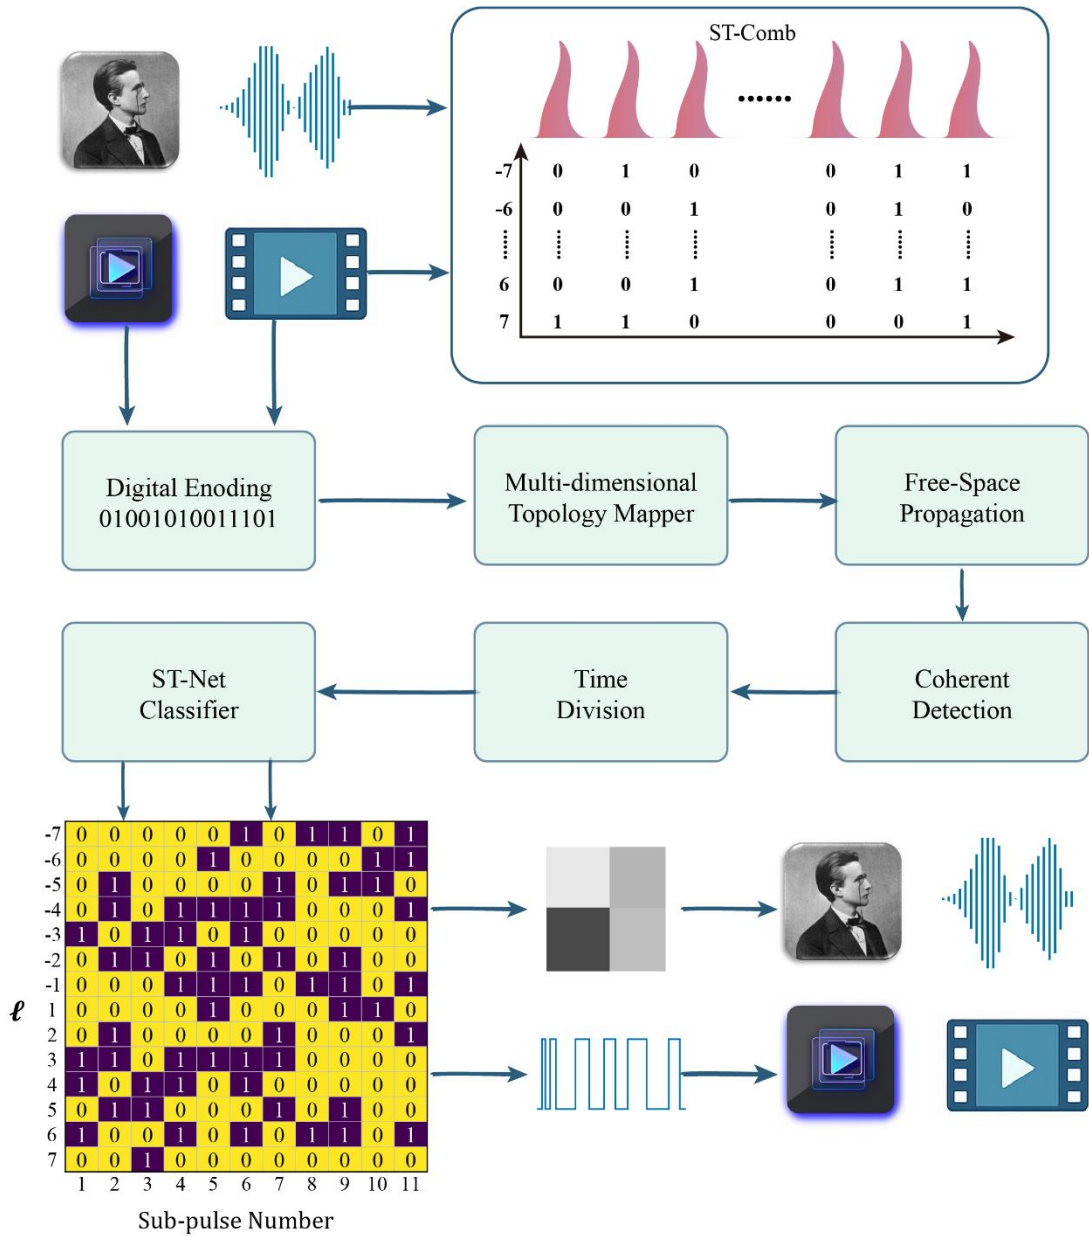 ST-Comb
-7 0 1 0 0 1 1
-6 0 0 1 0 1 0
6 0 0 1 0 1 1
7 1 1 0 0 0 1
Digital Enoding
01001010011101
Multi-dimensional
Topology Mapper
Free-Space
Propagation
ST-Net
Classifier
Time
Division
Coherent
Detection
-7 0 0 0 0 0 1 0 1 1 0 1
-6 0 0 0 0 1 0 0 0 0 1 1
-5 0 1 0 0 0 0 1 0 1 1 0
-4 0 1 0 1 1 1 1 0 0 0 1
-3 1 0 1 1 0 1 0 0 0 0 0
-2 0 1 1 0 1 0 1 0 1 0 0
-1 0 0 0 1 1 1 0 1 1 0 1
ℓ
1 0 0 0 0 1 0 0 0 1 1 0
2 0 1 0 0 0 0 1 0 0 0 1
3 1 1 0 1 1 1 1 0 0 0 0
4 1 0 1 1 0 1 0 0 0 0 0
5 0 1 1 0 0 0 1 0 1 0 0
6 1 0 0 1 0 1 0 1 1 0 1
7 0 0 1 0 0 0 0 0 0 0 0
1 2 3 4 5 6 7 8 9 10 11
Sub-pulse Number